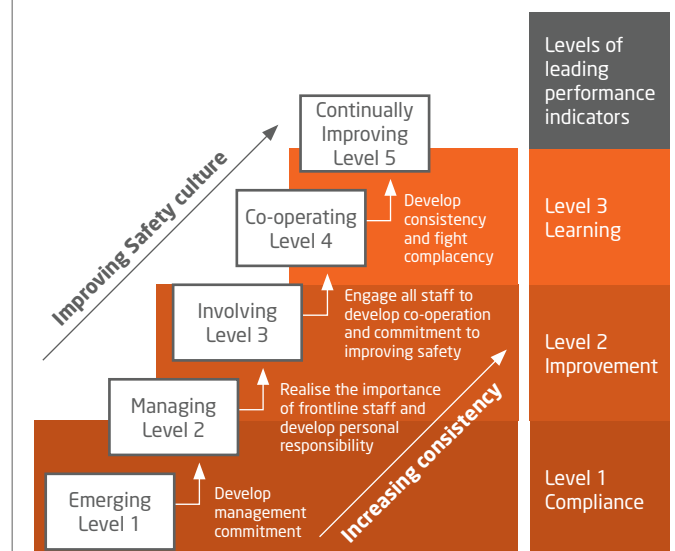 Levels of
leading
performance
indicators
Continually
Improving
Level 5
Improving Safety culture
Co-operating
Level 4
Develop
consistency
and fight
complacency
Level 3
Learning
Involving
Level 3
Engage all staff to
develop co-operation
and commitment to
improving safety
Level 2
Improvement
Managing
Level 2
Realise the importance
of frontline staff and
develop personal
responsibility
Increasing consistency
Emerging
Level 1
Develop
management
commitment
Level 1
Compliance